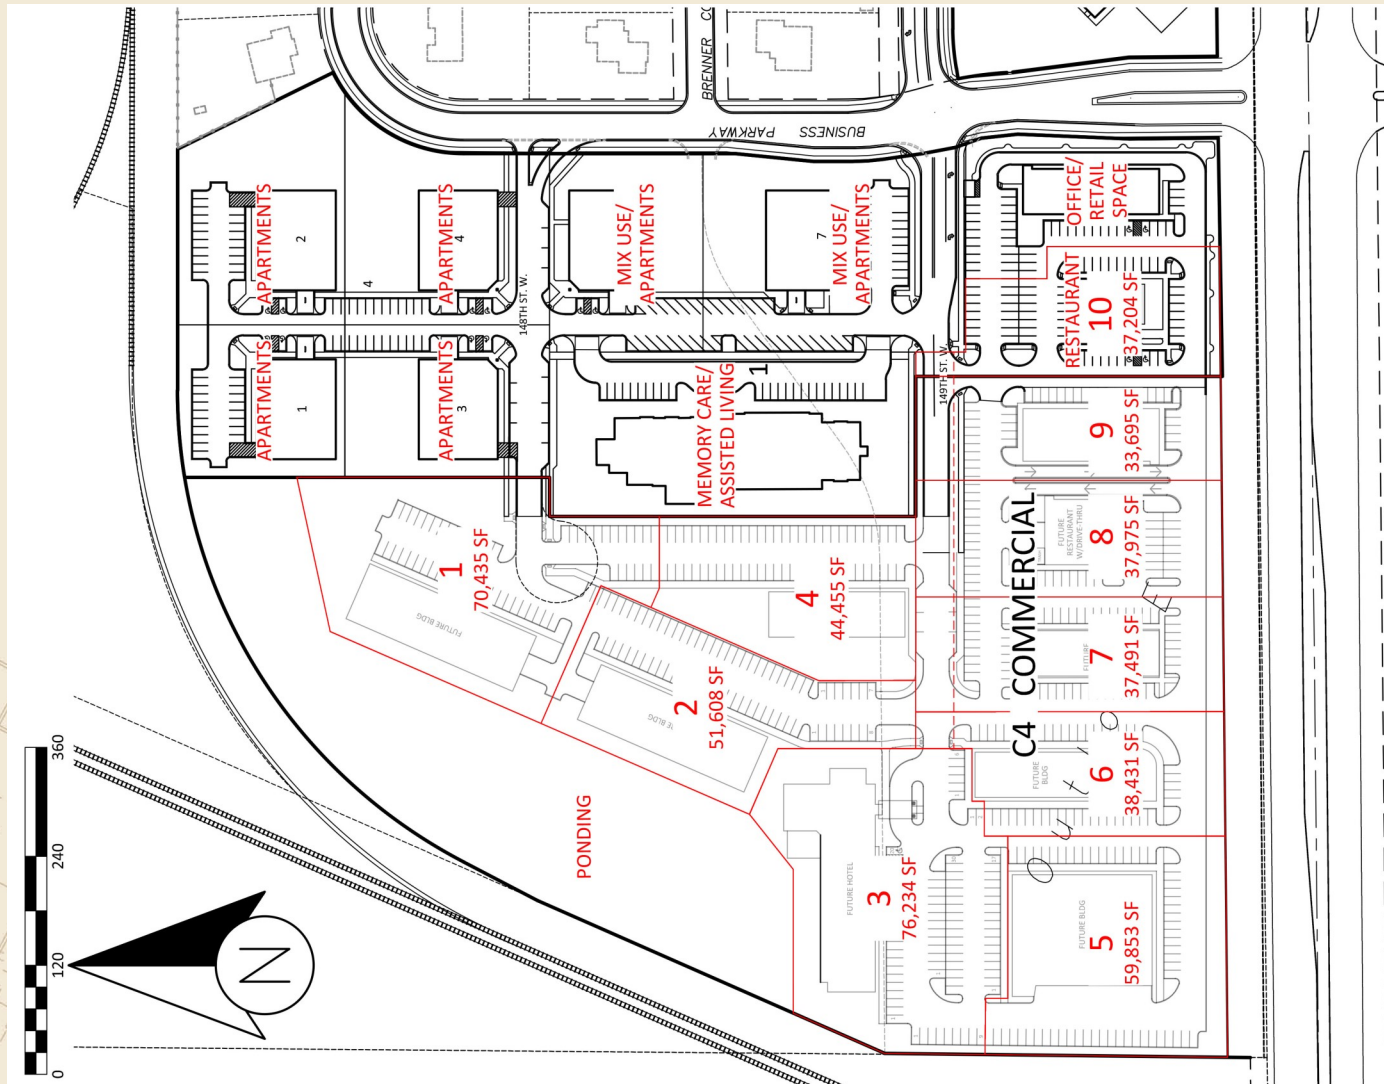 BRENNER
BUSINESS PARKWAY
APARTMENTS
2
APARTMENTS
4
4
MIX USE/
APARTMENTS
MIX USE/
APARTMENTS
7
OFFICE/
RETAIL
SPACE
APARTMENTS
1
APARTMENTS
3
148TH ST. W.
MEMORY CARE/
ASSISTED LIVING
1
149TH ST. W.
RESTAURANT
10
37,204 SF
9
33,695 SF
8
37,975 SF
FUTURE
RESTAURANT
W/DRIVE-THRU
7
37,491 SF
FUTURE
6
38,431 SF
FUTURE
BLDG
5
59,853 SF
FUTURE BLDG
C4 COMMERCIAL
O u t l o t E
1
70,435 SF
FUTURE BLDG
2
51,608 SF
4
44,455 SF
3
76,234 SF
FUTURE HOTEL
PONDING
N
0 120 240 360